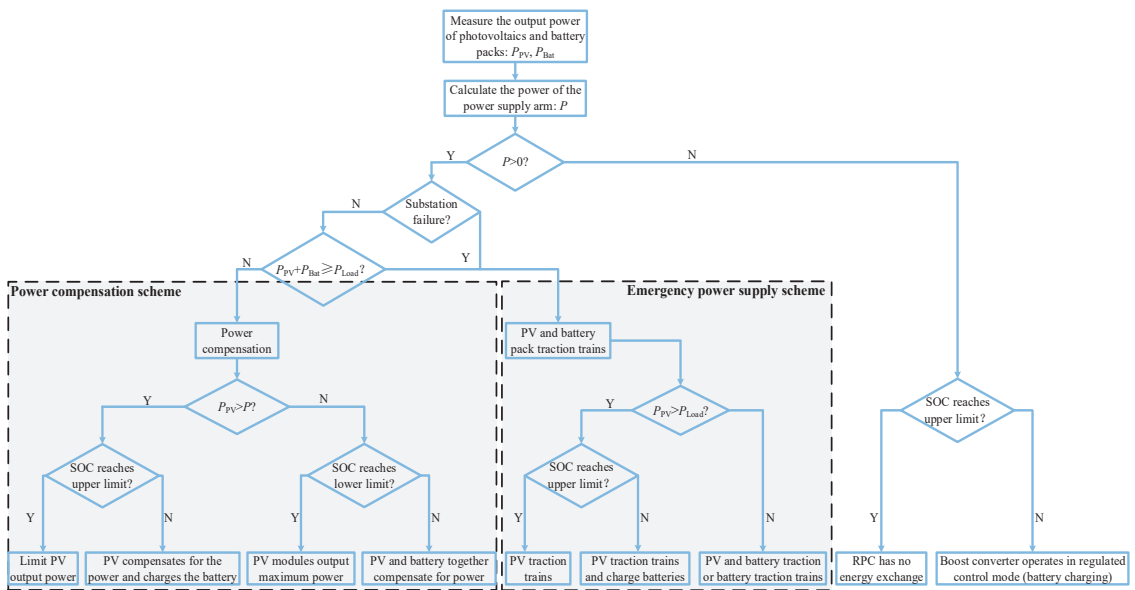 Measure the output power
of photovoltaics and battery
packs: PPV, PBat
Calculate the power of the
power supply arm: P
P>0?
Y
N
Substation
failure?
N
Y
PPV+PBat≥PLoad?
N
Power compensation scheme
Emergency power supply scheme
Power
compensation
PV and battery
pack traction trains
PPV>P?
Y
N
PPV>PLoad?
Y
N
SOC reaches
upper limit?
SOC reaches
upper limit?
Y
N
SOC reaches
lower limit?
Y
N
SOC reaches
upper limit?
Y
N
Y
N
Limit PV
output power
PV compensates for the
power and charges the battery
PV modules output
maximum power
PV and battery together
compensate for power
PV traction
trains
PV traction trains
and charge batteries
PV and battery traction
or battery traction trains
RPC has no
energy exchange
Boost converter operates in regulated
control mode (battery charging)